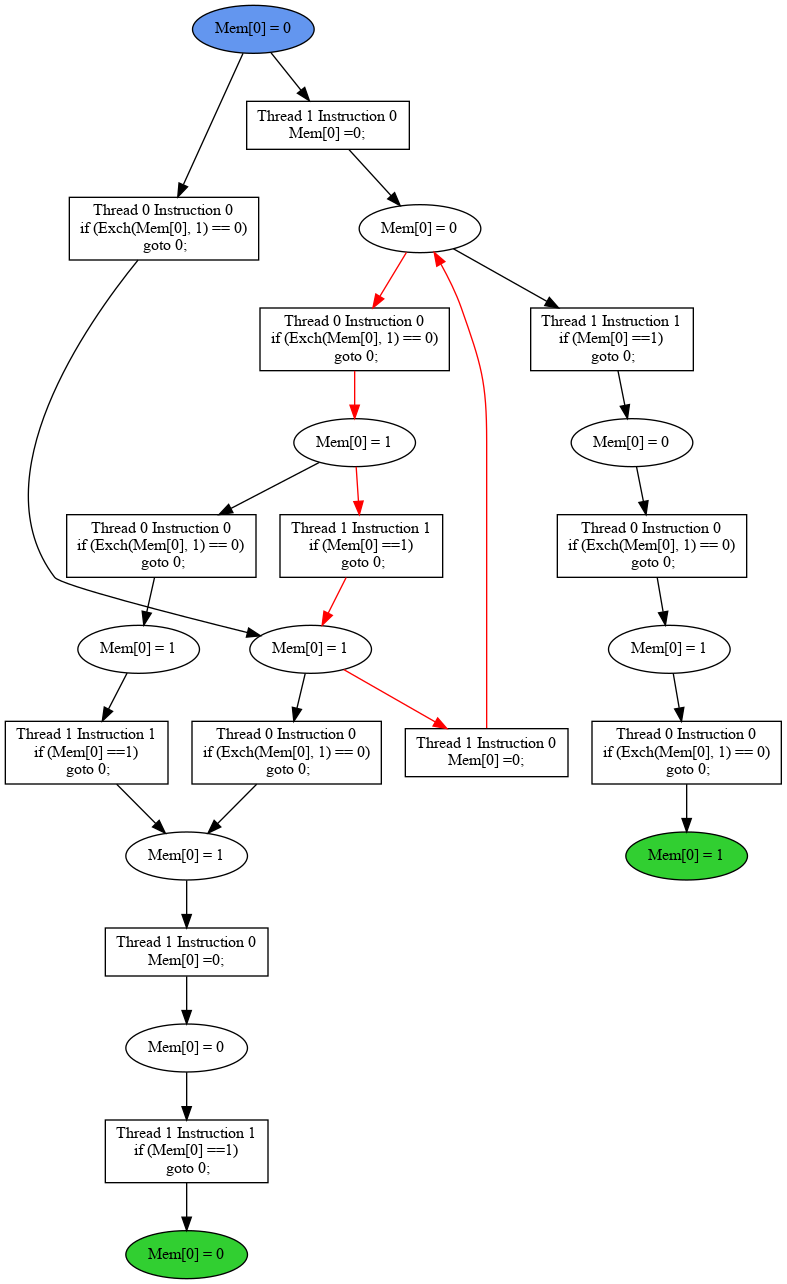 Mem[0] = 0
Thread 1 Instruction 0
Mem[0] =0;
Thread 0 Instruction 0
if (Exch(Mem[0], 1) == 0)
goto 0;
Mem[0] = 0
Thread 0 Instruction 0
if (Exch(Mem[0], 1) == 0)
goto 0;
Thread 1 Instruction 1
if (Mem[0] ==1)
goto 0;
Mem[0] = 1
Mem[0] = 0
Thread 0 Instruction 0
if (Exch(Mem[0], 1) == 0)
goto 0;
Thread 1 Instruction 1
if (Mem[0] ==1)
goto 0;
Thread 0 Instruction 0
if (Exch(Mem[0], 1) == 0)
goto 0;
Mem[0] = 1
Mem[0] = 1
Mem[0] = 1
Thread 1 Instruction 1
if (Mem[0] ==1)
goto 0;
Thread 0 Instruction 0
if (Exch(Mem[0], 1) == 0)
goto 0;
Thread 1 Instruction 0
Mem[0] =0;
Thread 0 Instruction 0
if (Exch(Mem[0], 1) == 0)
goto 0;
Mem[0] = 1
Mem[0] = 1
Thread 1 Instruction 0
Mem[0] =0;
Mem[0] = 0
Thread 1 Instruction 1
if (Mem[0] ==1)
goto 0;
Mem[0] = 0